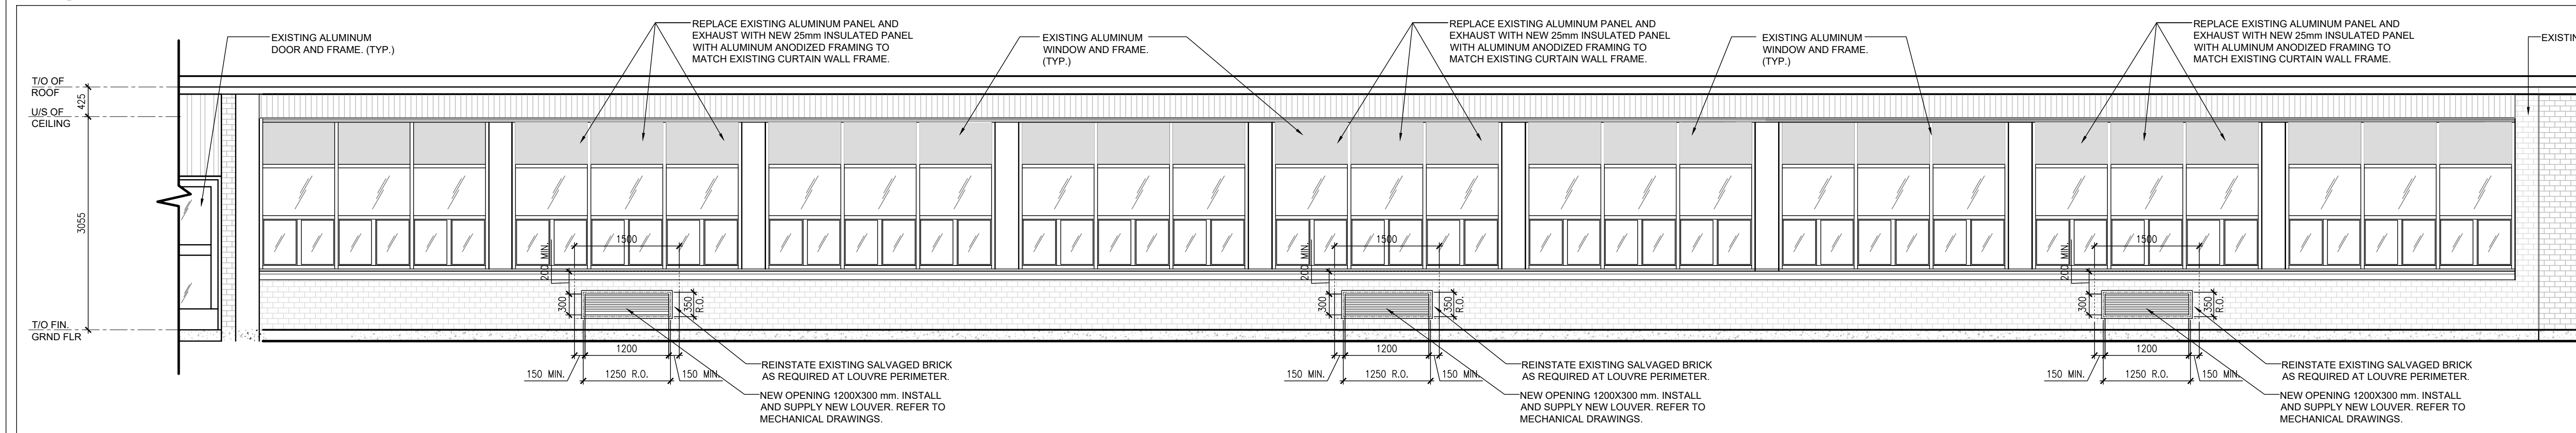 EXISTING ALUMINUM
DOOR AND FRAME. (TYP.)
REPLACE EXISTING ALUMINUM PANEL AND
EXHAUST WITH NEW 25mm INSULATED PANEL
WITH ALUMINUM ANODIZED FRAMING TO
MATCH EXISTING CURTAIN WALL FRAME.
EXISTING ALUMINUM
WINDOW AND FRAME.
(TYP.)
REPLACE EXISTING ALUMINUM PANEL AND
EXHAUST WITH NEW 25mm INSULATED PANEL
WITH ALUMINUM ANODIZED FRAMING TO
MATCH EXISTING CURTAIN WALL FRAME.
EXISTING ALUMINUM
WINDOW AND FRAME.
(TYP.)
REPLACE EXISTING ALUMINUM PANEL AND
EXHAUST WITH NEW 25mm INSULATED PANEL
WITH ALUMINUM ANODIZED FRAMING TO
MATCH EXISTING CURTAIN WALL FRAME.
EXISTIN
T/O OF
ROOF
425
U/S OF
CEILING
3055
T/O FIN.
GRND FLR
1500
200 MIN.
300
350
R.O.
1200
150 MIN.
1250 R.O.
150 MIN.
REINSTATE EXISTING SALVAGED BRICK
AS REQUIRED AT LOUVRE PERIMETER.
NEW OPENING 1200X300 mm. INSTALL
AND SUPPLY NEW LOUVER. REFER TO
MECHANICAL DRAWINGS.
1500
200 MIN.
300
350
R.O.
1200
150 MIN.
1250 R.O.
150 MIN.
REINSTATE EXISTING SALVAGED BRICK
AS REQUIRED AT LOUVRE PERIMETER.
NEW OPENING 1200X300 mm. INSTALL
AND SUPPLY NEW LOUVER. REFER TO
MECHANICAL DRAWINGS.
1500
200 MIN.
300
350
R.O.
1200
150 MIN.
1250 R.O.
150 MIN.
REINSTATE EXISTING SALVAGED BRICK
AS REQUIRED AT LOUVRE PERIMETER.
NEW OPENING 1200X300 mm. INSTALL
AND SUPPLY NEW LOUVER. REFER TO
MECHANICAL DRAWINGS.